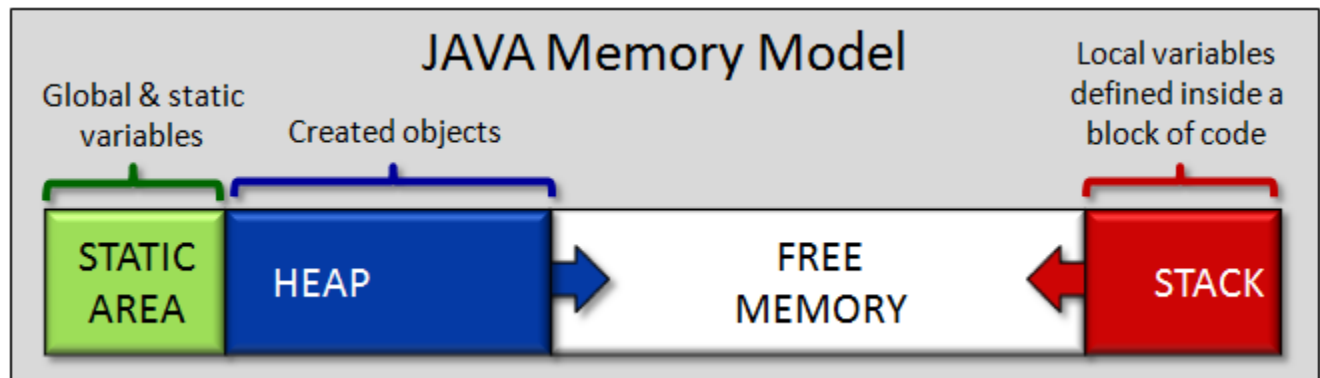 JAVA Memory Model
Global & static
variables
Created objects
Local variables
defined inside a
block of code
STATIC
AREA
HEAP
FREE
MEMORY
STACK